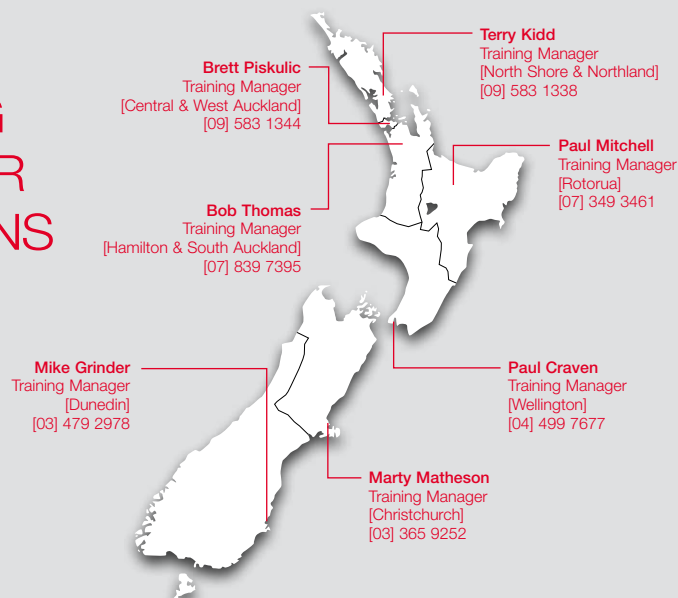 Terry Kidd
Training Manager
[North Shore & Northland]
[09] 583 1338
Brett Piskulic
Training Manager
[Central & West Auckland]
[09] 583 1344
Paul Mitchell
Training Manager
[Rotorua]
[07] 349 3461
Bob Thomas
Training Manager
[Hamilton & South Auckland]
[07] 839 7395
G
R
NS
Mike Grinder
Training Manager
[Dunedin]
[03] 479 2978
Paul Craven
Training Manager
[Wellington]
[04] 499 7677
Marty Matheson
Training Manager
[Christchurch]
[03] 365 9252